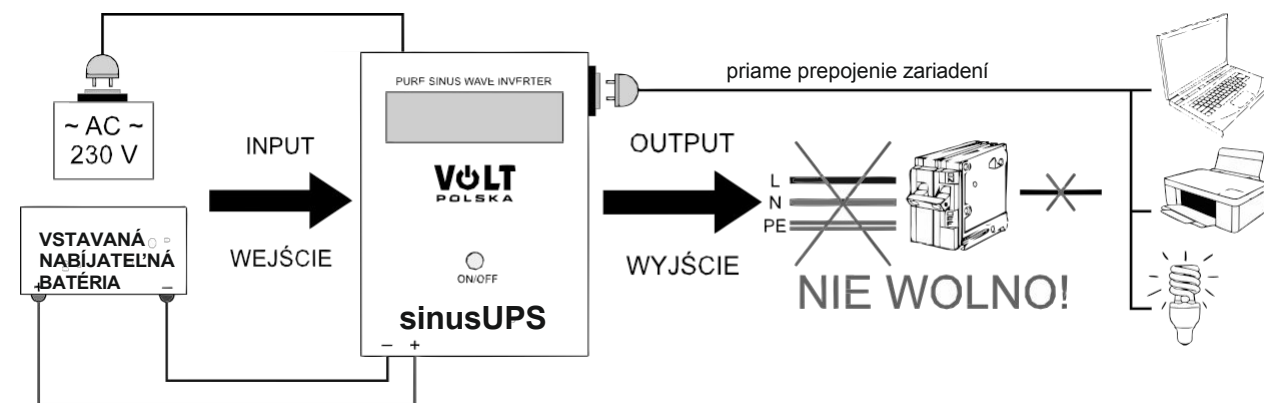 ~ AC ~
230 V
VSTAVANÁ
NABÍJATEĽNÁ
BATÉRIA
+ –
INPUT
WEJŚCIE
PURE SINUS WAVE INVERTER
VOLT
POLSKA
ON/OFF
sinusUPS
– +
OUTPUT
WYJŚCIE
priame prepojenie zariadení
L
N
PE
NIE WOLNO!